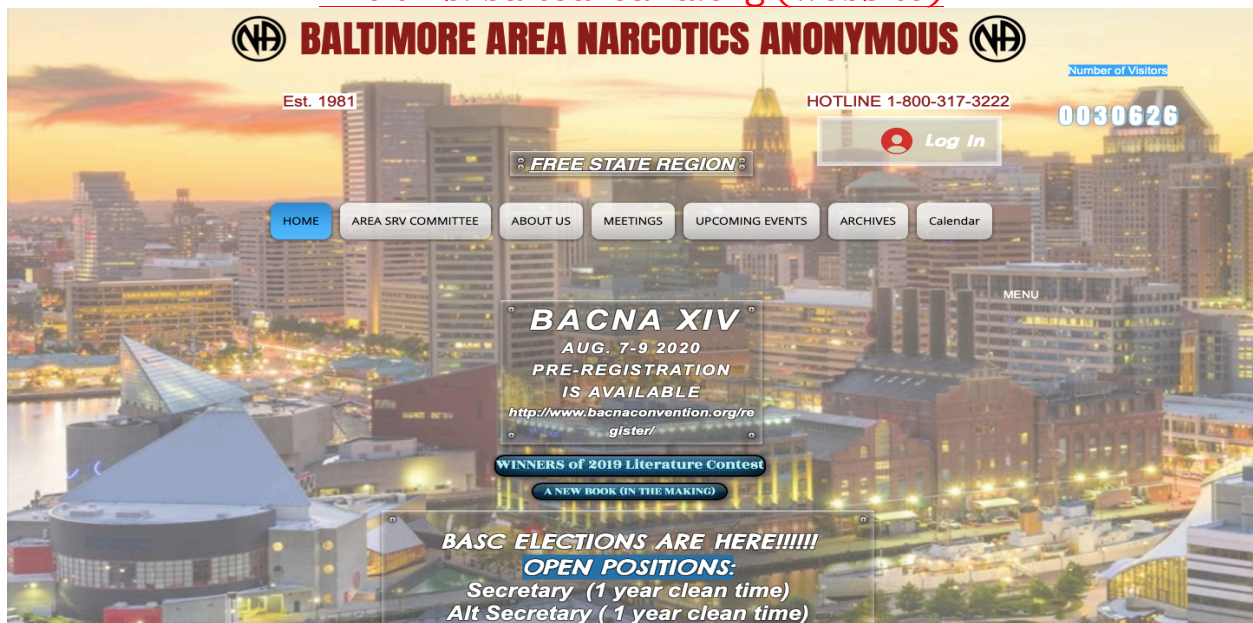 (website)
NA BALTIMORE AREA NARCOTICS ANONYMOUS NA
Number of Visitors
Est. 1981
HOTLINE 1-800-317-3222
0030626
Log In
FREE STATE REGION
HOME
AREA SRV COMMITTEE
ABOUT US
MEETINGS
UPCOMING EVENTS
ARCHIVES
Calendar
MENU
BACNA XIV
AUG. 7-9 2020
PRE-REGISTRATION
IS AVAILABLE
http://www.bacnaconvention.org/re
gister/
WINNERS of 2019 Literature Contest
A NEW BOOK (IN THE MAKING)
BASC ELECTIONS ARE HERE!!!!!!
OPEN POSITIONS:
Secretary (1 year clean time)
Alt Secretary ( 1 year clean time)